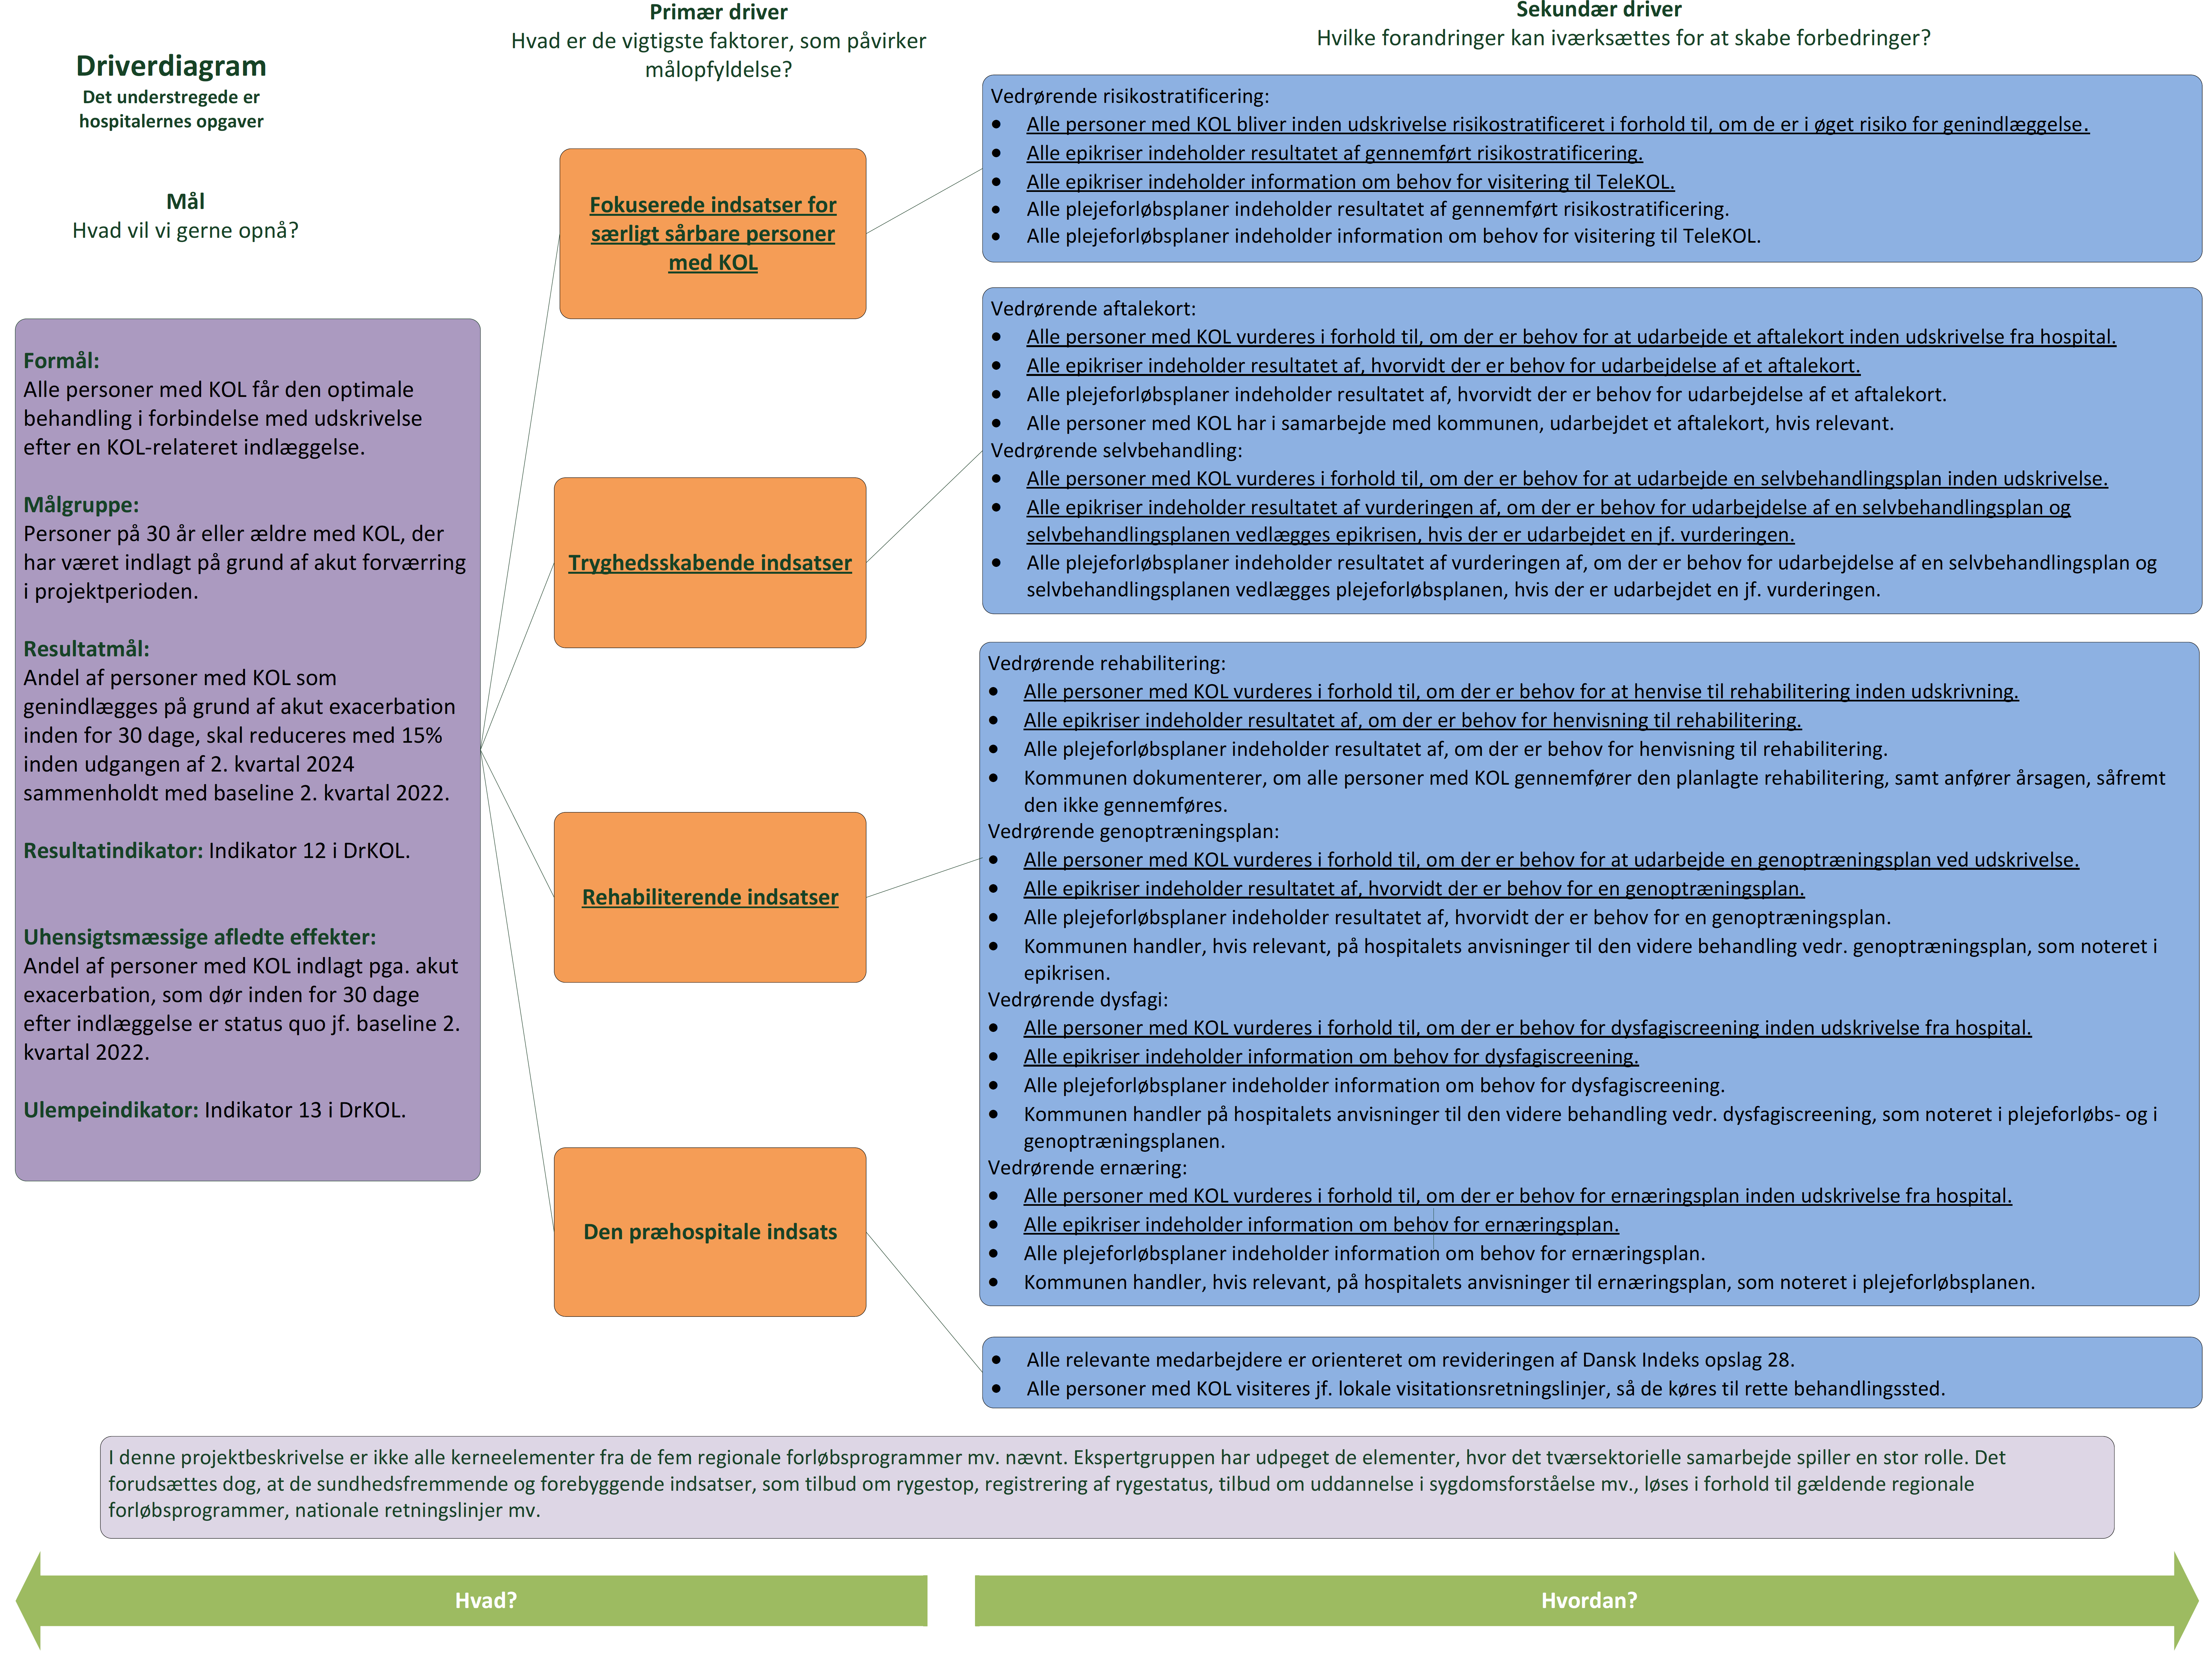 Driverdiagram
Det understregede er
hospitalernes opgaver
Mål
Hvad vil vi gerne opnå?
Formål:
Alle personer med KOL får den optimale
behandling i forbindelse med udskrivelse
efter en KOL-relateret indlæggelse.
Målgruppe:
Personer på 30 år eller ældre med KOL, der
har været indlagt på grund af akut forværring
i projektperioden.
Resultatmål:
Andel af personer med KOL som
genindlægges på grund af akut exacerbation
inden for 30 dage, skal reduceres med 15%
inden udgangen af 2. kvartal 2024
sammenholdt med baseline 2. kvartal 2022.
Resultatindikator: Indikator 12 i DrKOL.
Uhensigtsmæssige afledte effekter:
Andel af personer med KOL indlagt pga. akut
exacerbation, som dør inden for 30 dage
efter indlæggelse er status quo jf. baseline 2.
kvartal 2022.
Ulempeindikator: Indikator 13 i DrKOL.
Primær driver
Hvad er de vigtigste faktorer, som påvirker
målopfyldelse?
Fokuserede indsatser for
særligt sårbare personer
med KOL
Tryghedsskabende indsatser
Rehabiliterende indsatser
Den præhospitale indsats
Sekundær driver
Hvilke forandringer kan iværksættes for at skabe forbedringer?
Vedrørende risikostratificering:
• Alle personer med KOL bliver inden udskrivelse risikostratificeret i forhold til, om de er i øget risiko for genindlæggelse.
• Alle epikriser indeholder resultatet af gennemført risikostratificering.
• Alle epikriser indeholder information om behov for visitering til TeleKOL.
• Alle plejeforløbsplaner indeholder resultatet af gennemført risikostratificering.
• Alle plejeforløbsplaner indeholder information om behov for visitering til TeleKOL.
Vedrørende aftalekort:
• Alle personer med KOL vurderes i forhold til, om der er behov for at udarbejde et aftalekort inden udskrivelse fra hospital.
• Alle epikriser indeholder resultatet af, hvorvidt der er behov for udarbejdelse af et aftalekort.
• Alle plejeforløbsplaner indeholder resultatet af, hvorvidt der er behov for udarbejdelse af et aftalekort.
• Alle personer med KOL har i samarbejde med kommunen, udarbejdet et aftalekort, hvis relevant.
Vedrørende selvbehandling:
• Alle personer med KOL vurderes i forhold til, om der er behov for at udarbejde en selvbehandlingsplan inden udskrivelse.
• Alle epikriser indeholder resultatet af vurderingen af, om der er behov for udarbejdelse af en selvbehandlingsplan og
selvbehandlingsplanen vedlægges epikrisen, hvis der er udarbejdet en jf. vurderingen.
• Alle plejeforløbsplaner indeholder resultatet af vurderingen af, om der er behov for udarbejdelse af en selvbehandlingsplan og
selvbehandlingsplanen vedlægges plejeforløbsplanen, hvis der er udarbejdet en jf. vurderingen.
Vedrørende rehabilitering:
• Alle personer med KOL vurderes i forhold til, om der er behov for at henvise til rehabilitering inden udskrivning.
• Alle epikriser indeholder resultatet af, om der er behov for henvisning til rehabilitering.
• Alle plejeforløbsplaner indeholder resultatet af, om der er behov for henvisning til rehabilitering.
• Kommunen dokumenterer, om alle personer med KOL gennemfører den planlagte rehabilitering, samt anfører årsagen, såfremt
den ikke gennemføres.
Vedrørende genoptræningsplan:
• Alle personer med KOL vurderes i forhold til, om der er behov for at udarbejde en genoptræningsplan ved udskrivelse.
• Alle epikriser indeholder resultatet af, hvorvidt der er behov for en genoptræningsplan.
• Alle plejeforløbsplaner indeholder resultatet af, hvorvidt der er behov for en genoptræningsplan.
• Kommunen handler, hvis relevant, på hospitalets anvisninger til den videre behandling vedr. genoptræningsplan, som noteret i
epikrisen.
Vedrørende dysfagi:
• Alle personer med KOL vurderes i forhold til, om der er behov for dysfagiscreening inden udskrivelse fra hospital.
• Alle epikriser indeholder information om behov for dysfagiscreening.
• Alle plejeforløbsplaner indeholder information om behov for dysfagiscreening.
• Kommunen handler på hospitalets anvisninger til den videre behandling vedr. dysfagiscreening, som noteret i plejeforløbs- og i
genoptræningsplanen.
Vedrørende ernæring:
• Alle personer med KOL vurderes i forhold til, om der er behov for ernæringsplan inden udskrivelse fra hospital.
• Alle epikriser indeholder information om behov for ernæringsplan.
• Alle plejeforløbsplaner indeholder information om behov for ernæringsplan.
• Kommunen handler, hvis relevant, på hospitalets anvisninger til ernæringsplan, som noteret i plejeforløbsplanen.
• Alle relevante medarbejdere er orienteret om revideringen af Dansk Indeks opslag 28.
• Alle personer med KOL visiteres jf. lokale visitationsretningslinjer, så de køres til rette behandlingssted.
I denne projektbeskrivelse er ikke alle kerneelementer fra de fem regionale forløbsprogrammer mv. nævnt. Ekspertgruppen har udpeget de elementer, hvor det tværsektorielle samarbejde spiller en stor rolle. Det
forudsættes dog, at de sundhedsfremmende og forebyggende indsatser, som tilbud om rygestop, registrering af rygestatus, tilbud om uddannelse i sygdomsforståelse mv., løses i forhold til gældende regionale
forløbsprogrammer, nationale retningslinjer mv.
Hvad?
Hvordan?